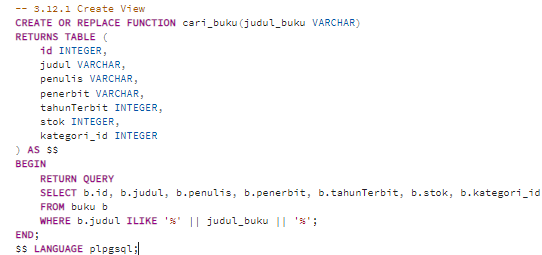 -- 3.12.1 Create View
CREATE OR REPLACE FUNCTION cari_buku(judul_buku VARCHAR)
RETURNS TABLE (
    id INTEGER,
    judul VARCHAR,
    penulis VARCHAR,
    penerbit VARCHAR,
    tahunTerbit INTEGER,
    stok INTEGER,
    kategori_id INTEGER
) AS $$
BEGIN
    RETURN QUERY
    SELECT b.id, b.judul, b.penulis, b.penerbit, b.tahunTerbit, b.stok, b.kategori_id
    FROM buku b
    WHERE b.judul ILIKE '%' || judul_buku || '%';
END;
$$ LANGUAGE plpgsql;